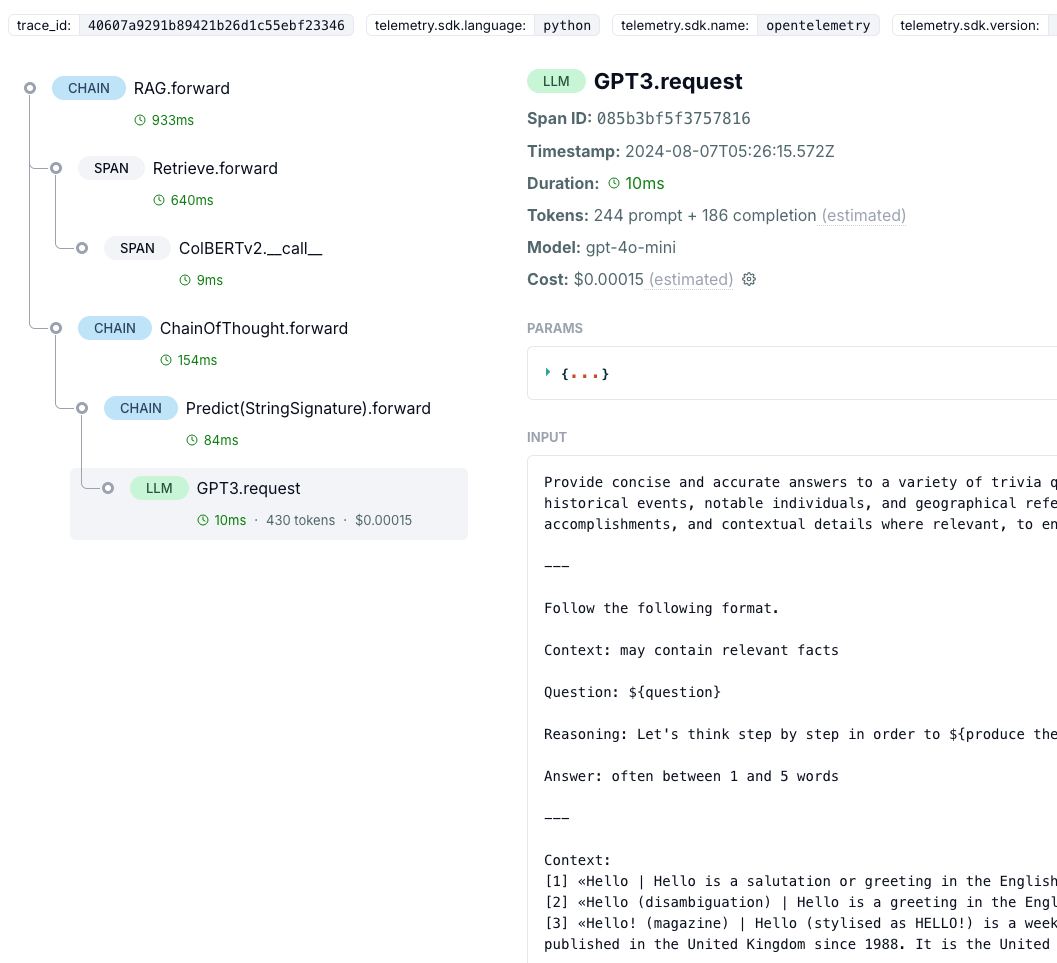 trace_id: 40607a9291b89421b26d1c55ebf23346 telemetry.sdk.language: python telemetry.sdk.name: opentelemetry telemetry.sdk.version:
CHAIN RAG.forward
933ms
SPAN Retrieve.forward
640ms
SPAN ColBERTv2.__call__
9ms
CHAIN ChainOfThought.forward
154ms
CHAIN Predict(StringSignature).forward
84ms
LLM GPT3.request
10ms · 430 tokens · $0.00015
LLM GPT3.request
Span ID: 085b3bf5f3757816
Timestamp: 2024-08-07T05:26:15.572Z
Duration: 10ms
Tokens: 244 prompt + 186 completion (estimated)
Model: gpt-4o-mini
Cost: $0.00015 (estimated)
PARAMS
{...}
INPUT
Provide concise and accurate answers to a variety of trivia q
historical events, notable individuals, and geographical refe
accomplishments, and contextual details where relevant, to en
---
Follow the following format.
Context: may contain relevant facts
Question: ${question}
Reasoning: Let's think step by step in order to ${produce the
Answer: often between 1 and 5 words
---
Context:
[1] «Hello | Hello is a salutation or greeting in the English
[2] «Hello (disambiguation) | Hello is a greeting in the Engl
[3] «Hello! (magazine) | Hello (stylised as HELLO!) is a week
published in the United Kingdom since 1988. It is the United